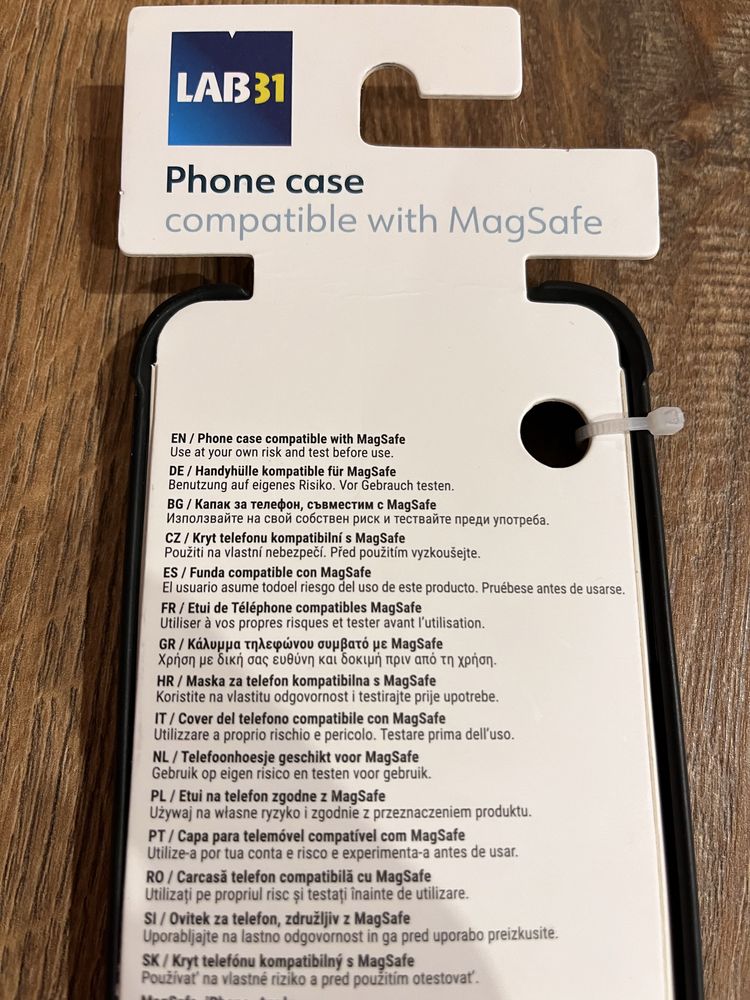 LAB31
Phone case
compatible with MagSafe
EN / Phone case compatible with MagSafe
Use at your own risk and test before use.
DE / Handyhülle kompatible für MagSafe
Benutzung auf eigenes Risiko. Vor Gebrauch testen.
BG / Капак за телефон, съвместим с MagSafe
Използвайте на свой собствен риск и тествайте преди употреба.
CZ / Kryt telefonu kompatibilní s MagSafe
Použiti na vlastní nebezpečí. Před použitím vyzkoušejte.
ES / Funda compatible con MagSafe
El usuario asume todoel riesgo del uso de este producto. Pruébese antes de usarse.
FR / Etui de Téléphone compatibles MagSafe
Utiliser à vos propres risques et tester avant l'utilisation.
GR / Κάλυμμα τηλεφώνου συμβατό με MagSafe
Χρήση με δική σας ευθύνη και δοκιμή πριν από τη χρήση.
HR / Maska za telefon kompatibilna s MagSafe
Koristite na vlastitu odgovornost i testirajte prije upotrebe.
IT / Cover del telefono compatibile con MagSafe
Utilizzare a proprio rischio e pericolo. Testare prima dell'uso.
NL / Telefoonhoesje geschikt voor MagSafe
Gebruik op eigen risico en testen voor gebruik.
PL / Etui na telefon zgodne z MagSafe
Używaj na własne ryzyko i zgodnie z przeznaczeniem produktu.
PT / Capa para telemóvel compatível com MagSafe
Utilize-a por tua conta e risco e experimenta-a antes de usar.
RO / Carcasă telefon compatibilă cu MagSafe
Utilizați pe propriul risc și testați înainte de utilizare.
SI / Ovitek za telefon, združljiv z MagSafe
Uporabljajte na lastno odgovornost in ga pred uporabo preizkusite.
SK / Kryt telefónu kompatibilný s MagSafe
Používať na vlastné riziko a pred použitím otestovať.